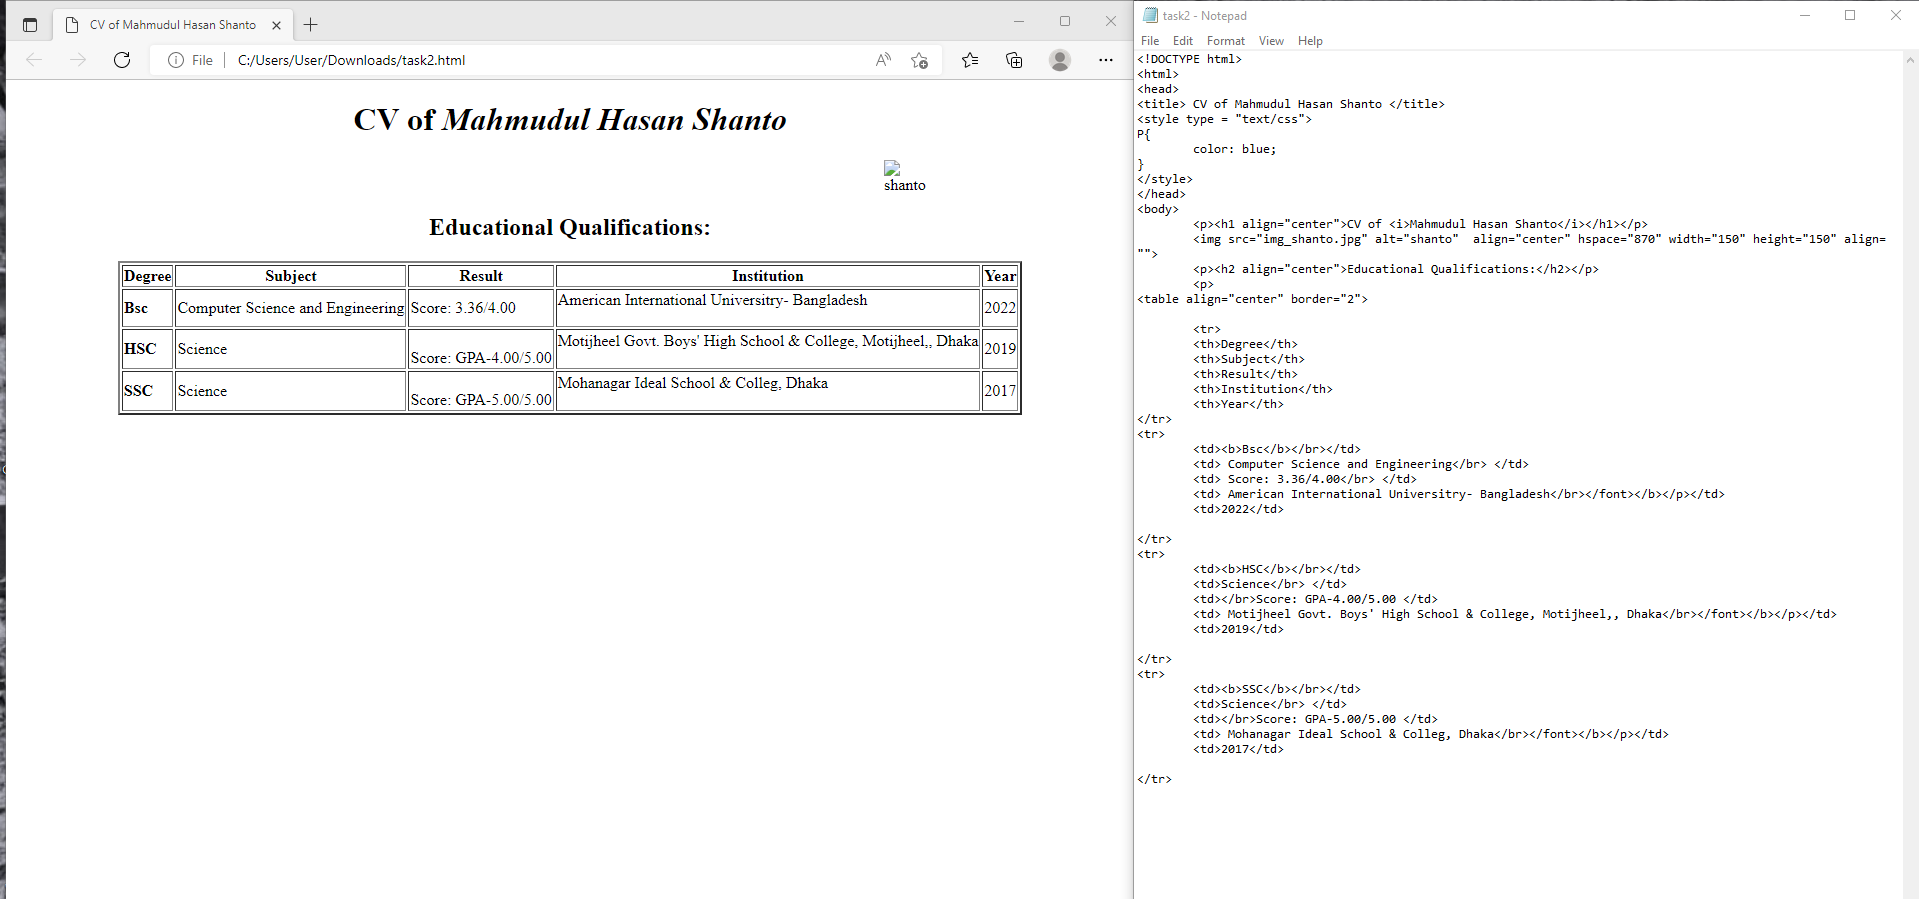 CV of Mahmudul Hasan Shanto
File
C:/Users/User/Downloads/task2.html
CV of Mahmudul Hasan Shanto
shanto
Educational Qualifications:
Degree Subject Result Institution Year
Bsc Computer Science and Engineering Score: 3.36/4.00 American International Universitry- Bangladesh 2022
HSC Science Score: GPA-4.00/5.00 Motijheel Govt. Boys' High School & College, Motijheel,, Dhaka 2019
SSC Science Score: GPA-5.00/5.00 Mohanagar Ideal School & Colleg, Dhaka 2017
task2 - Notepad
File Edit Format View Help
<!DOCTYPE html>
<html>
<head>
<title> CV of Mahmudul Hasan Shanto </title>
<style type = "text/css">
P{
color: blue;
}
</style>
</head>
<body>
<p><h1 align="center">CV of <i>Mahmudul Hasan Shanto</i></h1></p>
<img src="img_shanto.jpg" alt="shanto"  align="center" hspace="870" width="150" height="150" align=
"">
<p><h2 align="center">Educational Qualifications:</h2></p>
<p>
<table align="center" border="2">
<tr>
<th>Degree</th>
<th>Subject</th>
<th>Result</th>
<th>Institution</th>
<th>Year</th>
</tr>
<tr>
<td><b>Bsc</b></br></td>
<td> Computer Science and Engineering</br> </td>
<td> Score: 3.36/4.00</br> </td>
<td> American International Universitry- Bangladesh</br></font></b></p></td>
<td>2022</td>
</tr>
<tr>
<td><b>HSC</b></br></td>
<td>Science</br> </td>
<td></br>Score: GPA-4.00/5.00 </td>
<td> Motijheel Govt. Boys' High School & College, Motijheel,, Dhaka</br></font></b></p></td>
<td>2019</td>
</tr>
<tr>
<td><b>SSC</b></br></td>
<td>Science</br> </td>
<td></br>Score: GPA-5.00/5.00 </td>
<td> Mohanagar Ideal School & Colleg, Dhaka</br></font></b></p></td>
<td>2017</td>
</tr>